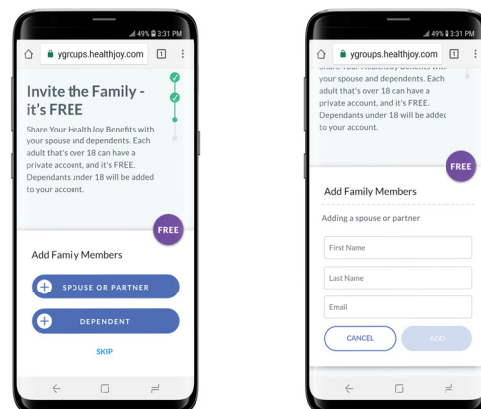 49% 3:31 PM
ygrcups.healthjoy.com 1
Invite the Family -
it's FREE
Share Your Health Joy Benefits with
your spouse and dependents. Each
adult that's over 18 can have a
private account, and it's FREE.
Dependants under 18 will be added
to your account.
FREE
Add Family Members
SPOUSE OR PARTNER
DEPENDENT
SKIP
49% 3:31 PM
ygroups.healthjoy.com 1
your spouse and dependents. Each
adult that's over 18 can have a
private account, and it's FREE.
Dependants under 18 will be added
to your account.
FREE
Add Family Members
Adding a spouse or partner
First Name
Last Name
Email
CANCEL
ADD